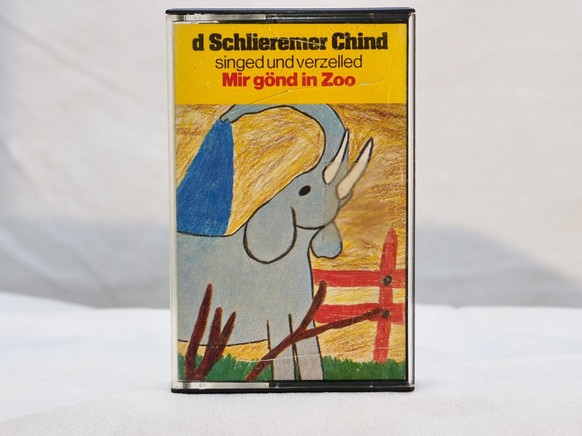 d Schlieremer Chind
singed und verzelled
Mir gönd in Zoo